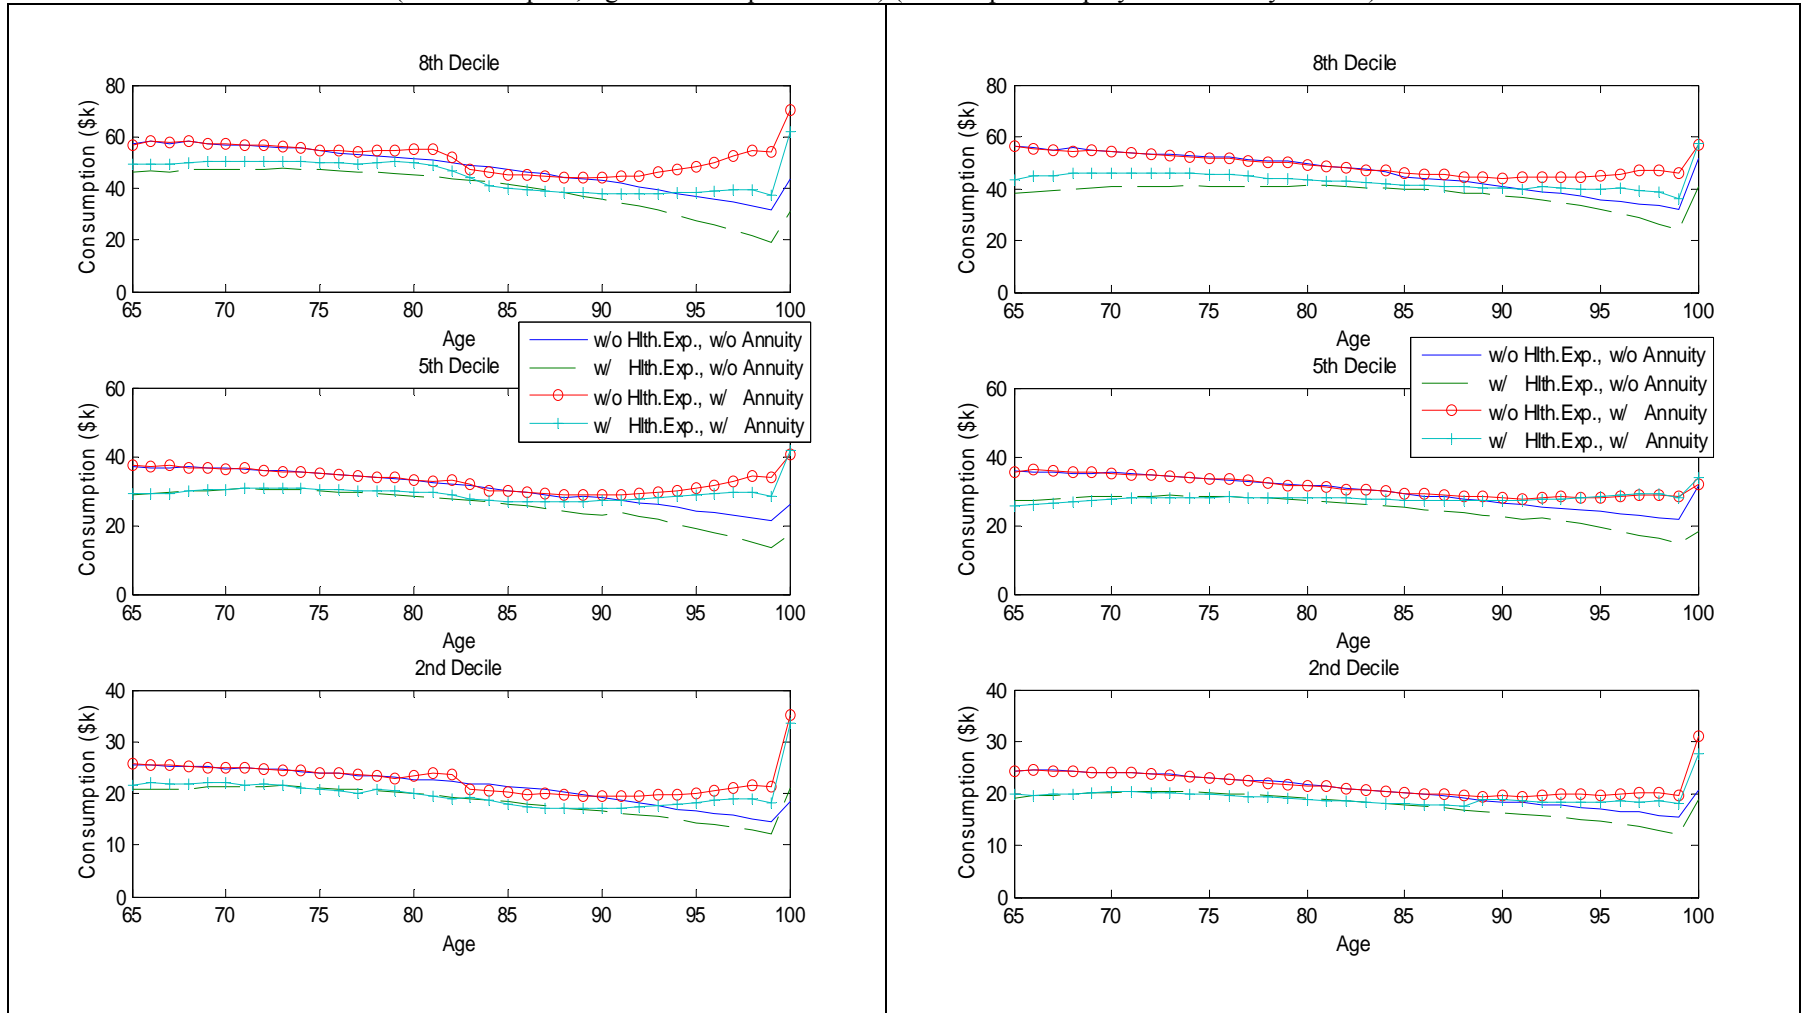 8th Decile
Consumption ($k)
80
60
40
20
0
65 70 75 80 85 90 95 100
Age
w/o Hlth.Exp., w/o Annuity
w/ Hlth.Exp., w/o Annuity
w/o Hlth.Exp., w/ Annuity
w/ Hlth.Exp., w/ Annuity
5th Decile
Consumption ($k)
60
40
20
0
65 70 75 80 85 90 95 100
Age
2nd Decile
Consumption ($k)
40
30
20
10
0
65 70 75 80 85 90 95 100
Age
8th Decile
Consumption ($k)
80
60
40
20
0
65 70 75 80 85 90 95 100
Age
w/o Hlth.Exp., w/o Annuity
w/ Hlth.Exp., w/o Annuity
w/o Hlth.Exp., w/ Annuity
w/ Hlth.Exp., w/ Annuity
5th Decile
Consumption ($k)
60
40
20
0
65 70 75 80 85 90 95 100
Age
2nd Decile
Consumption ($k)
40
30
20
10
0
65 70 75 80 85 90 95 100
Age